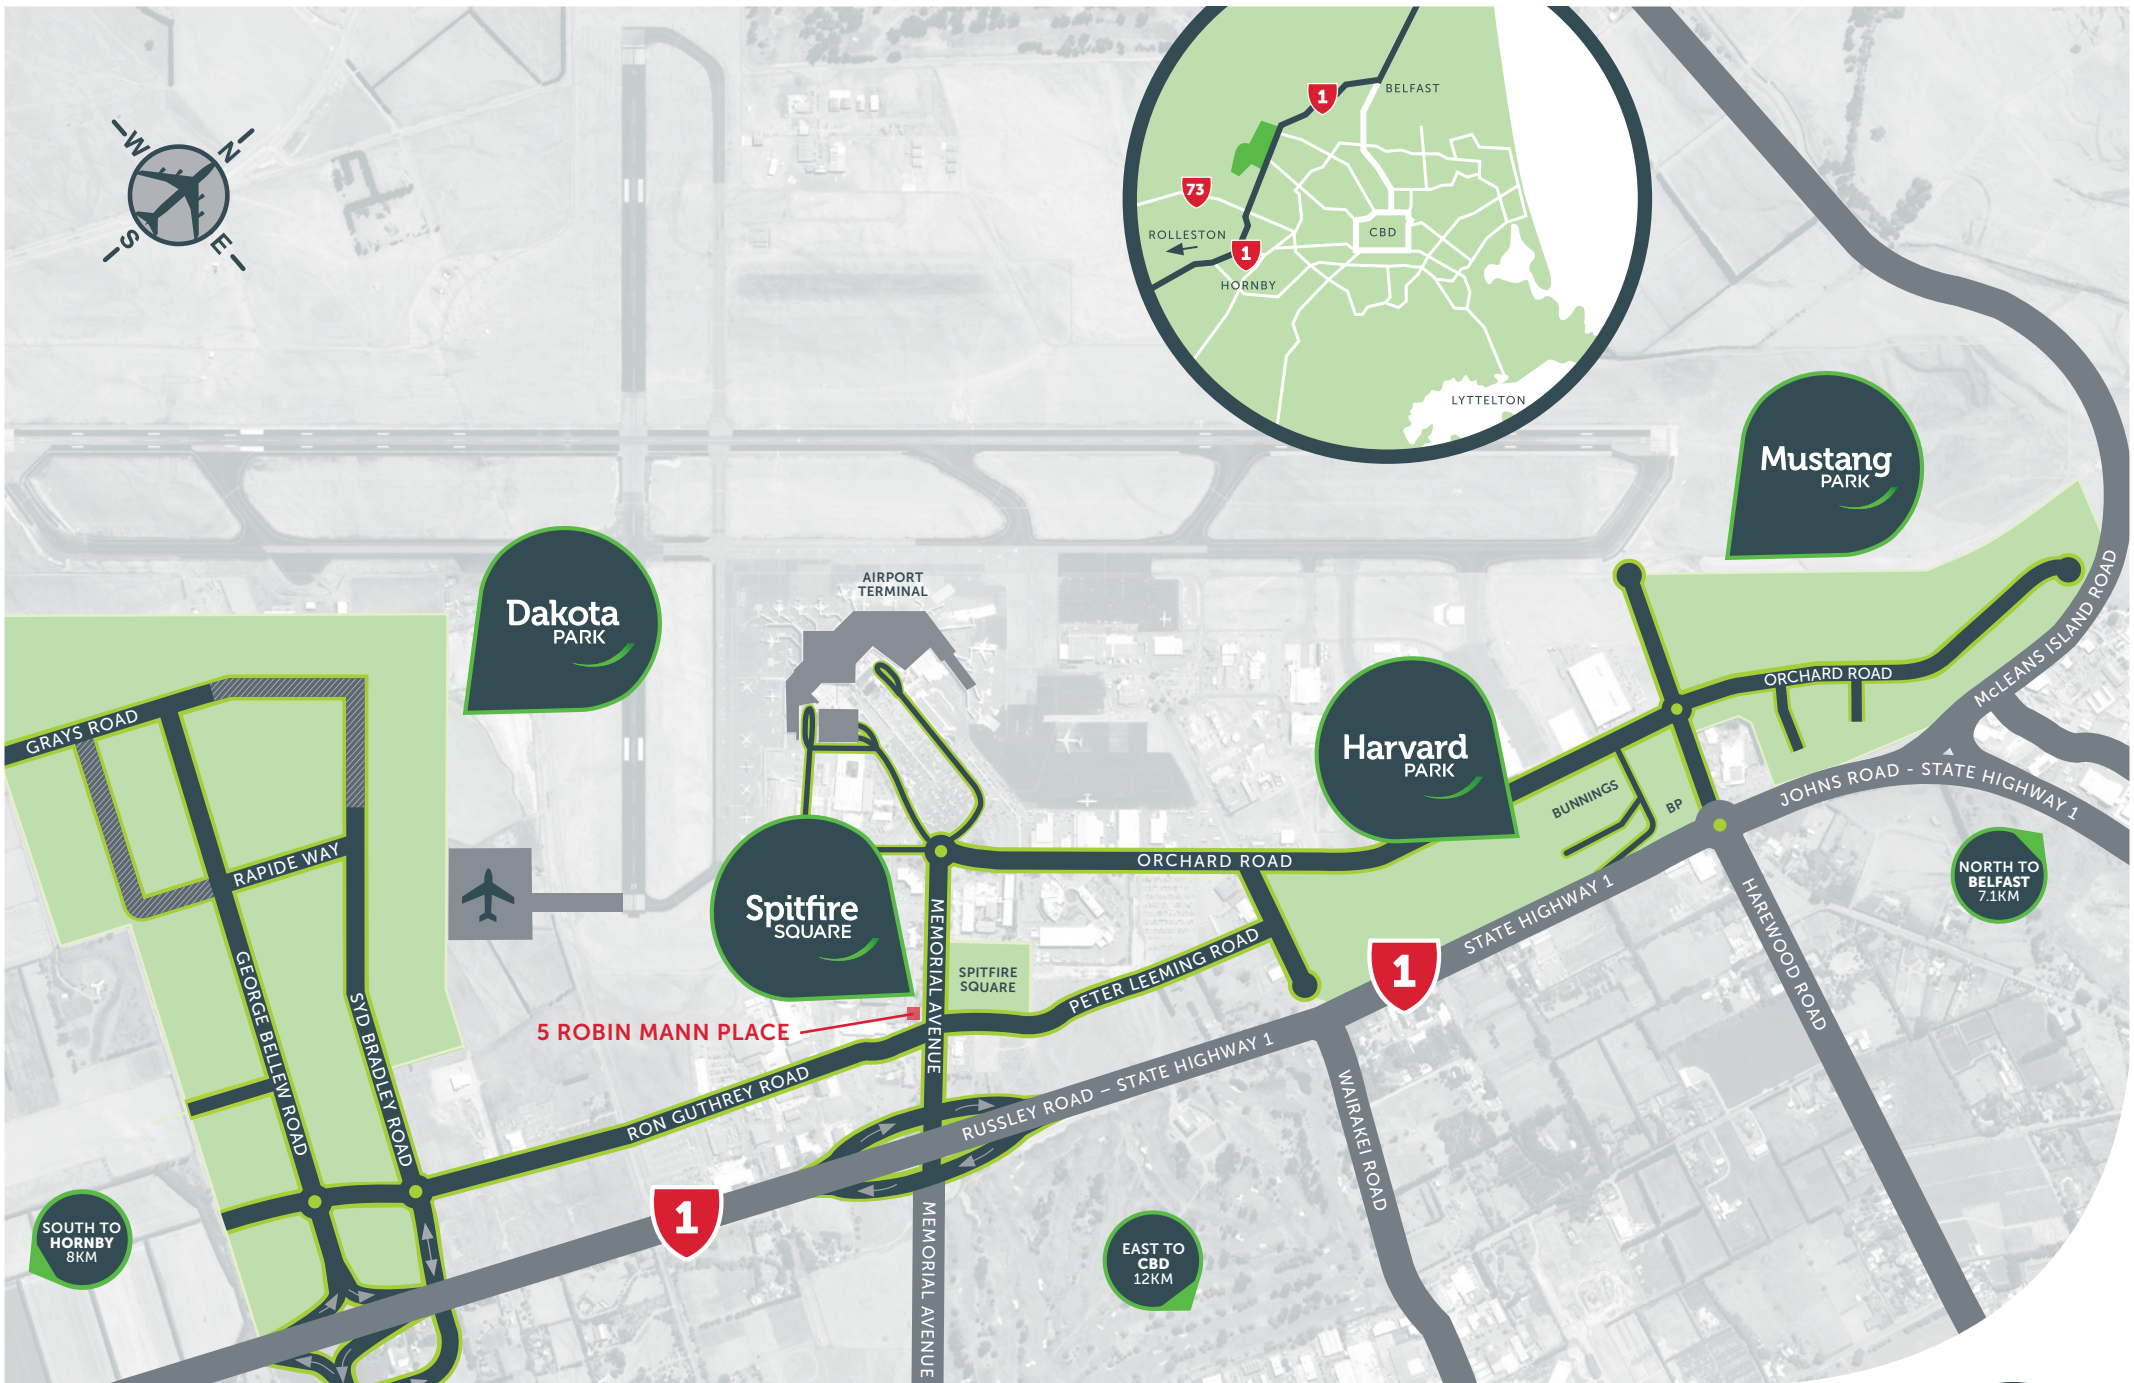 W
N
S
E
1
BELFAST
73
ROLLESTON
1
CBD
HORNBY
LYTTELTON
Mustang
PARK
Dakota
PARK
AIRPORT
TERMINAL
Harvard
PARK
Spitfire
SQUARE
GRAYS ROAD
RAPIDE WAY
GEORGE BELLEW ROAD
SYD BRADLEY ROAD
ORCHARD ROAD
McLEANS ISLAND ROAD
BUNNINGS
BP
JOHNS ROAD - STATE HIGHWAY 1
ORCHARD ROAD
MEMORIAL AVENUE
SPITFIRE
SQUARE
PETER LEEMING ROAD
STATE HIGHWAY 1
1
HAREWOOD ROAD
NORTH TO
BELFAST
7.1KM
5 ROBIN MANN PLACE
RON GUTHREY ROAD
RUSSLEY ROAD – STATE HIGHWAY 1
WAIRAKEI ROAD
1
MEMORIAL AVENUE
SOUTH TO
HORNBY
8KM
EAST TO
CBD
12KM